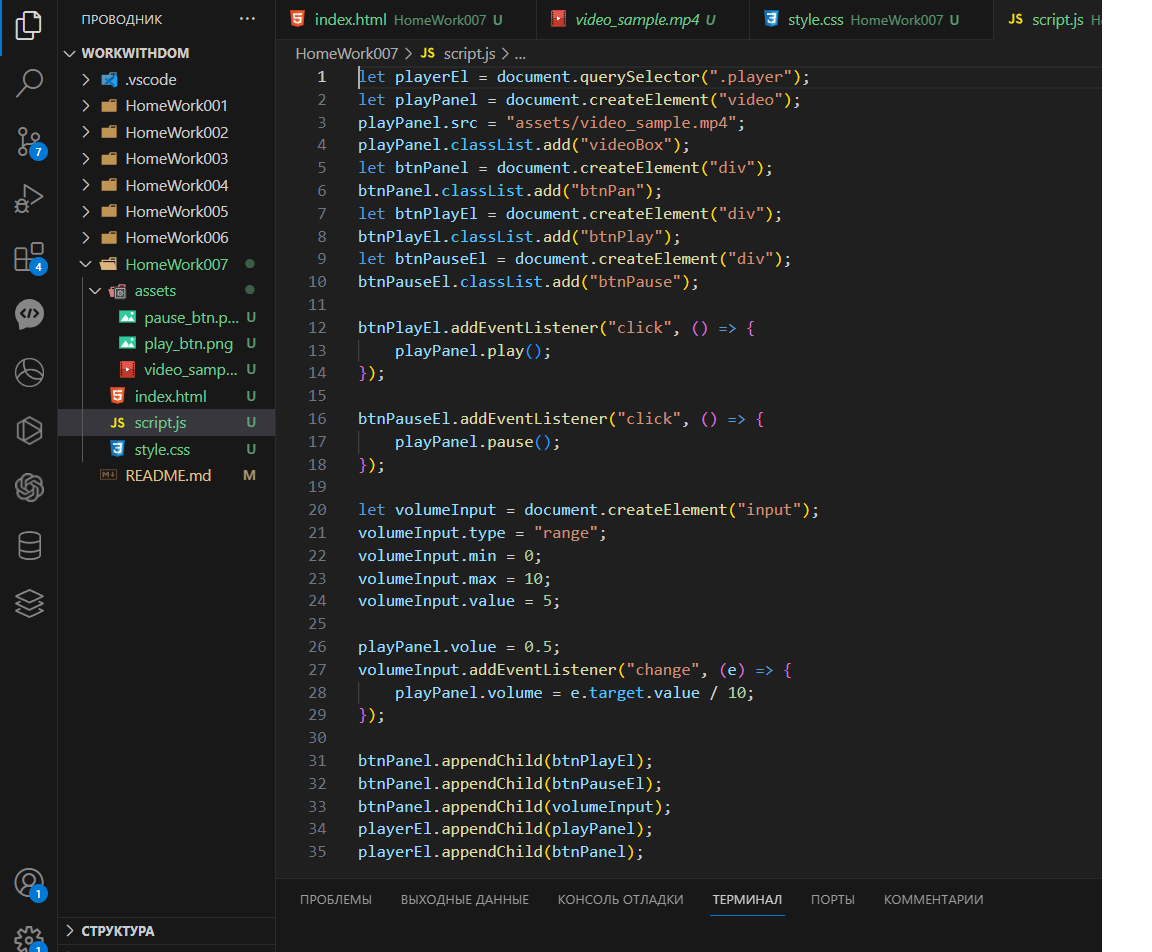 ПРОВОДНИК ...
index.html HomeWork007 U video_sample.mp4 U style.css HomeWork007 U JS script.js H
WORKWITHDOM
.vscode
HomeWork001
HomeWork002
HomeWork003
HomeWork004
HomeWork005
HomeWork006
HomeWork007
assets
pause_btn.p... U
play_btn.png U
video_samp... U
index.html U
JS script.js U
style.css U
README.md M
СТРУКТУРА
7
4
1
1
HomeWork007 > JS script.js > ...
1 let playerEl = document.querySelector(".player");
2 let playPanel = document.createElement("video");
3 playPanel.src = "assets/video_sample.mp4";
4 playPanel.classList.add("videoBox");
5 let btnPanel = document.createElement("div");
6 btnPanel.classList.add("btnPan");
7 let btnPlayEl = document.createElement("div");
8 btnPlayEl.classList.add("btnPlay");
9 let btnPauseEl = document.createElement("div");
10 btnPauseEl.classList.add("btnPause");
11
12 btnPlayEl.addEventListener("click", () => {
13     playPanel.play();
14 });
15
16 btnPauseEl.addEventListener("click", () => {
17     playPanel.pause();
18 });
19
20 let volumeInput = document.createElement("input");
21 volumeInput.type = "range";
22 volumeInput.min = 0;
23 volumeInput.max = 10;
24 volumeInput.value = 5;
25
26 playPanel.volue = 0.5;
27 volumeInput.addEventListener("change", (e) => {
28     playPanel.volume = e.target.value / 10;
29 });
30
31 btnPanel.appendChild(btnPlayEl);
32 btnPanel.appendChild(btnPauseEl);
33 btnPanel.appendChild(volumeInput);
34 playerEl.appendChild(playPanel);
35 playerEl.appendChild(btnPanel);
ПРОБЛЕМЫ ВЫХОДНЫЕ ДАННЫЕ КОНСОЛЬ ОТЛАДКИ ТЕРМИНАЛ ПОРТЫ КОММЕНТАРИИ